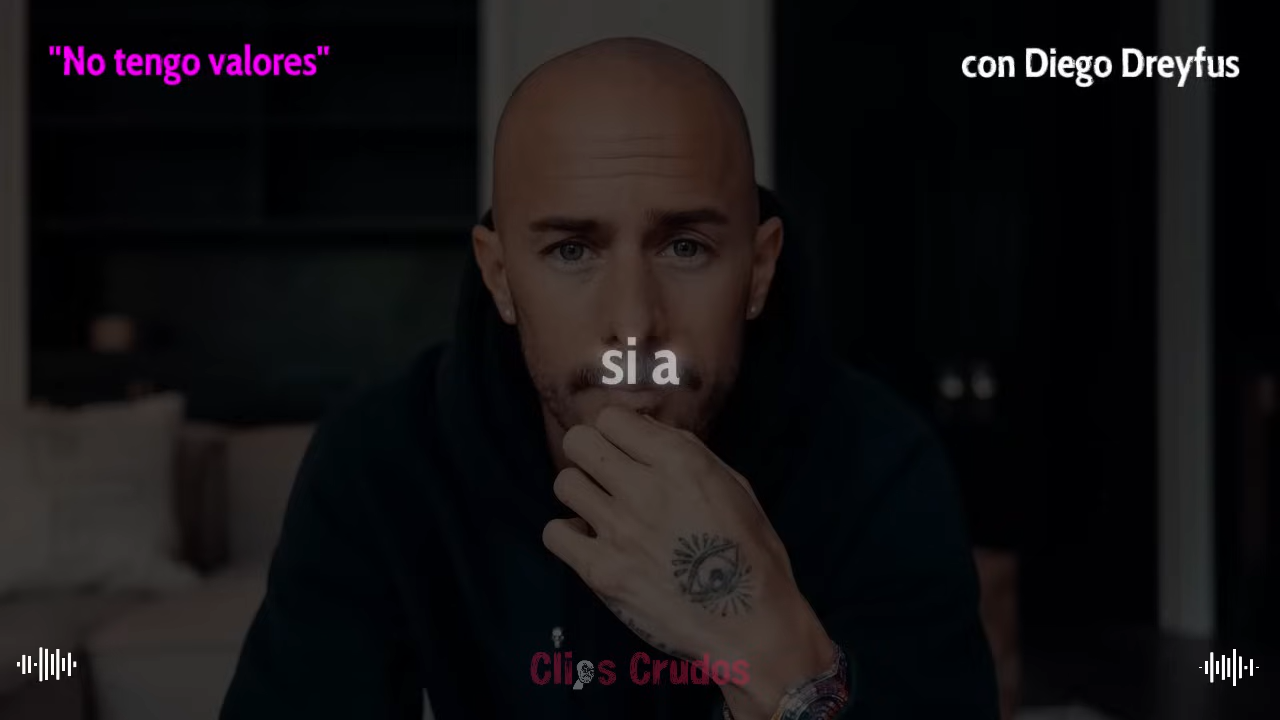 "No tengo valores"
con Diego Dreyfus
si a
Clips Crudos